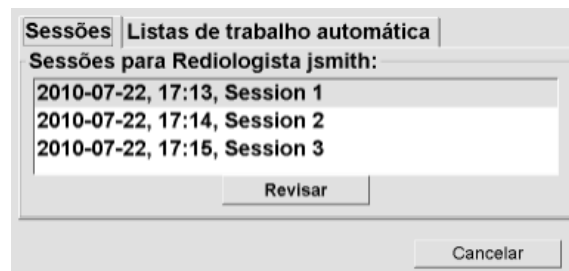 Sessões Listas de trabalho automática
Sessões para Rediologista jsmith:
2010-07-22, 17:13, Session 1
2010-07-22, 17:14, Session 2
2010-07-22, 17:15, Session 3
Revisar
Cancelar